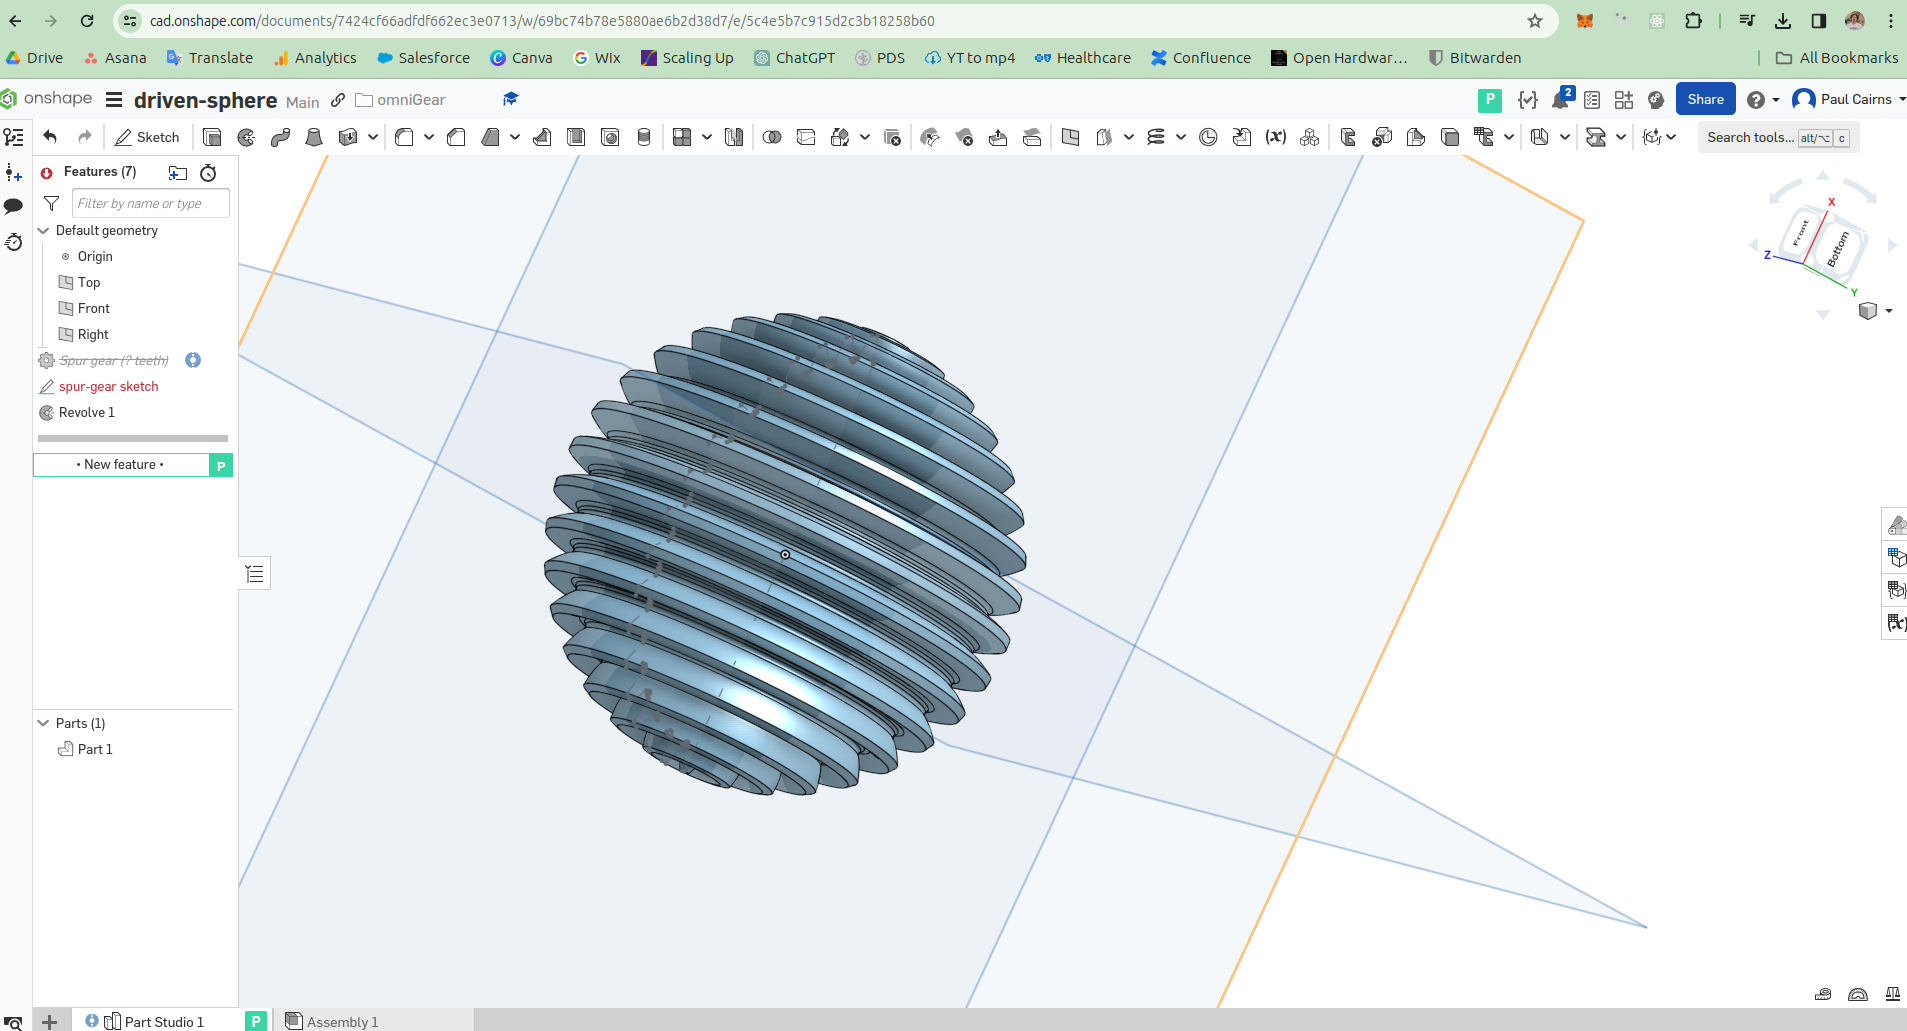 cad.onshape.com/documents/7424cf66adfdf662ec3e0713/w/69bc74b78e5880ae6b2d38d7/e/5c4e5b7c915d2c3b18258b60
Drive Asana Translate Analytics Salesforce Canva Wix Scaling Up ChatGPT PDS YT to mp4 Healthcare Confluence Open Hardwar... Bitwarden All Bookmarks
onshape driven-sphere Main omniGear P 2 Share ? Paul Cairns
Sketch (x) Search tools... alt/⌥ c
Features (7)
Filter by name or type
Default geometry
Origin
Top
Front
Right
Spur gear (? teeth)
spur-gear sketch
Revolve 1
• New feature • P
Parts (1)
Part 1
X
Front
Bottom
Z
Y
(x)
Part Studio 1 P Assembly 1